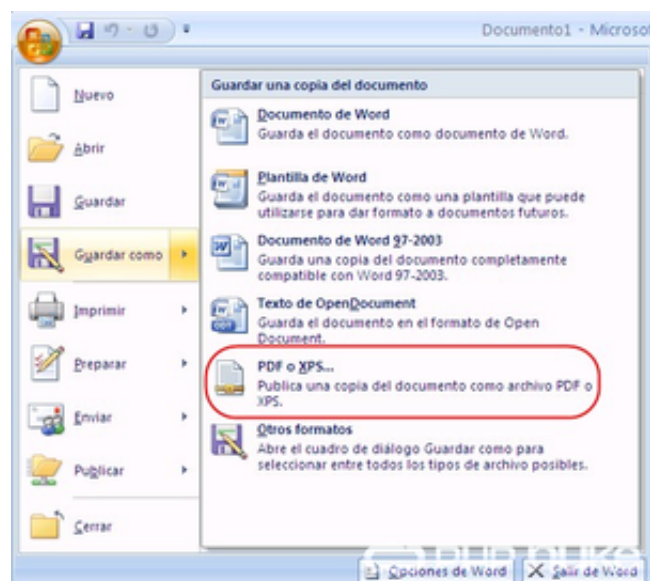 Documento1 - Microso
Nuevo
Abrir
Guardar
Guardar como
Imprimir
Preparar
Enviar
Publicar
Cerrar
Guardar una copia del documento
Documento de Word
Guarda el documento como documento de Word.
Plantilla de Word
Guarda el documento como una plantilla que puede
utilizarse para dar formato a documentos futuros.
Documento de Word 97-2003
Guarda una copia del documento completamente
compatible con Word 97-2003.
Texto de OpenDocument
Guarda el documento en el formato de Open
Document.
PDF o XPS...
Publica una copia del documento como archivo PDF o
XPS.
Otros formatos
Abre el cuadro de diálogo Guardar como para
seleccionar entre todos los tipos de archivo posibles.
Opciones de Word
Salir de Word